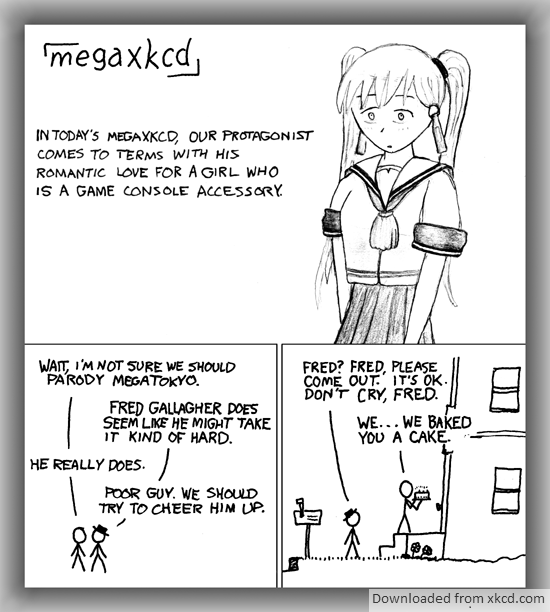 megaxkcd
IN TODAY'S MEGAXKCD, OUR PROTAGONIST
COMES TO TERMS WITH HIS
ROMANTIC LOVE FOR A GIRL WHO
IS A GAME CONSOLE ACCESSORY.
WAIT, I'M NOT SURE WE SHOULD
PARODY MEGATOKYO.
FRED GALLAGHER DOES
SEEM LIKE HE MIGHT TAKE
IT KIND OF HARD.
HE REALLY DOES.
POOR GUY. WE SHOULD
TRY TO CHEER HIM UP.
FRED? FRED, PLEASE
COME OUT. IT'S OK.
DON'T CRY, FRED.
WE... WE BAKED
YOU A CAKE.
Downloaded from xkcd.com